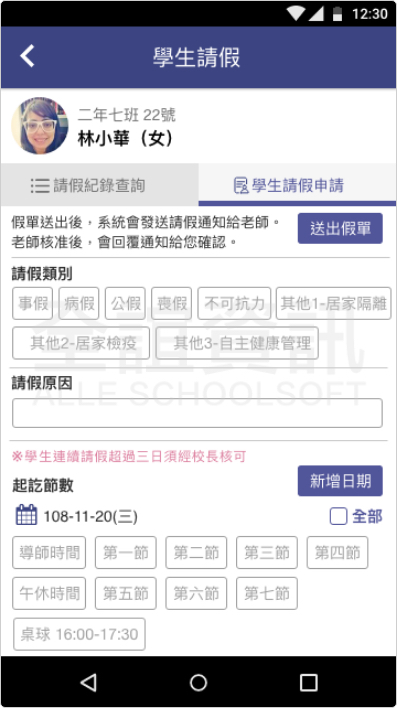 12:30
學生請假
二年七班 22號
林小華（女）
請假紀錄查詢
學生請假申請
假單送出後，系統會發送請假通知給老師。
老師核准後，會回覆通知給您確認。
送出假單
請假類別
事假 病假 公假 喪假 不可抗力 其他1-居家隔離
其他2-居家檢疫 其他3-自主健康管理
全誼資訊
ALLE SCHOOLSOFT
請假原因
※學生連續請假超過三日須經校長核可
起訖節數
新增日期
108-11-20(三)
全部
導師時間 第一節 第二節 第三節 第四節
午休時間 第五節 第六節 第七節
桌球 16:00-17:30